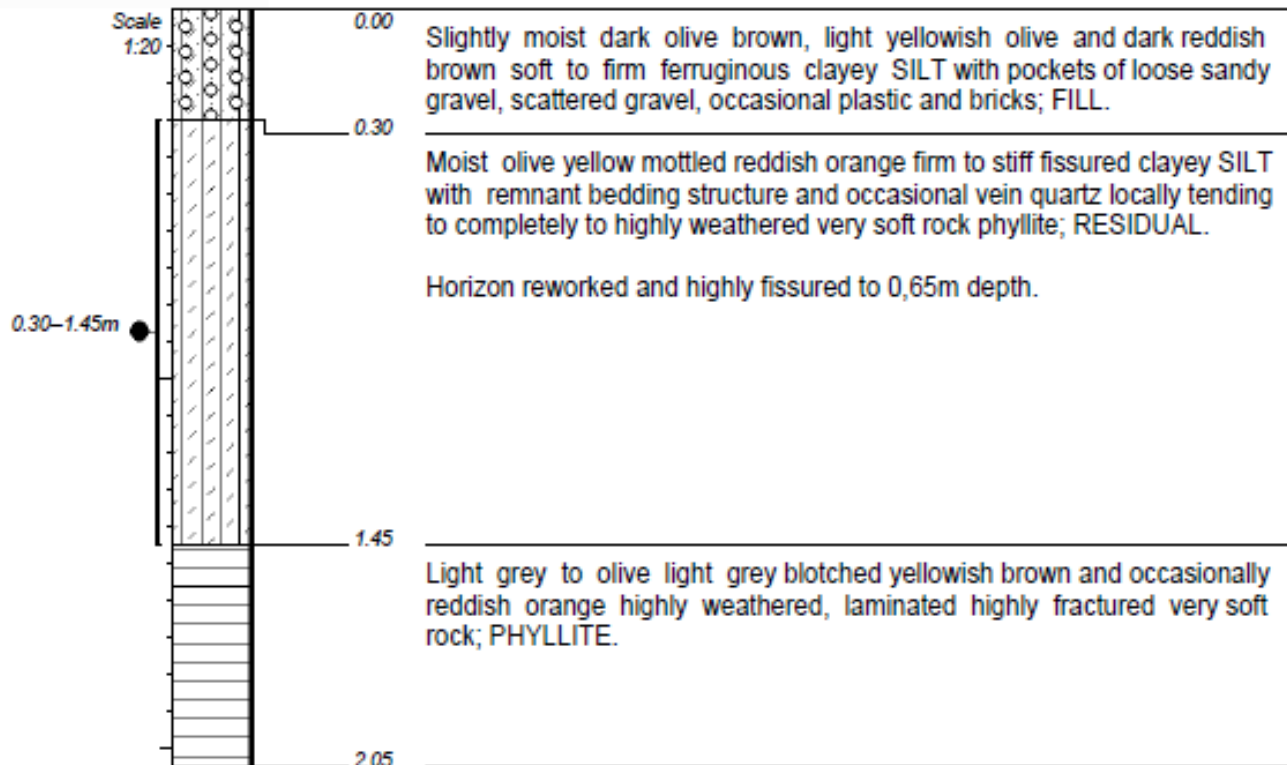 Scale
1:20
0.00
Slightly moist dark olive brown, light yellowish olive and dark reddish
brown soft to firm ferruginous clayey SILT with pockets of loose sandy
gravel, scattered gravel, occasional plastic and bricks; FILL.
0.30
Moist olive yellow mottled reddish orange firm to stiff fissured clayey SILT
with remnant bedding structure and occasional vein quartz locally tending
to completely to highly weathered very soft rock phyllite; RESIDUAL.
Horizon reworked and highly fissured to 0,65m depth.
0.30–1.45m
1.45
Light grey to olive light grey blotched yellowish brown and occasionally
reddish orange highly weathered, laminated highly fractured very soft
rock; PHYLLITE.
2.05